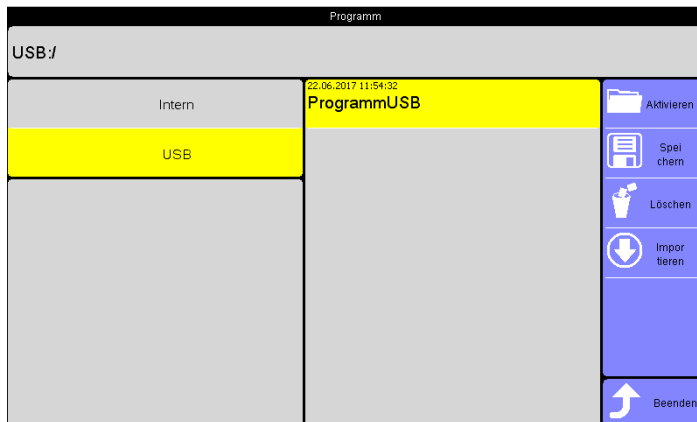 Programm
USB:/
Intern
USB
22.06.2017 11:54:32
ProgrammUSB
Aktivieren
Spei
chern
Löschen
Impor
tieren
Beenden